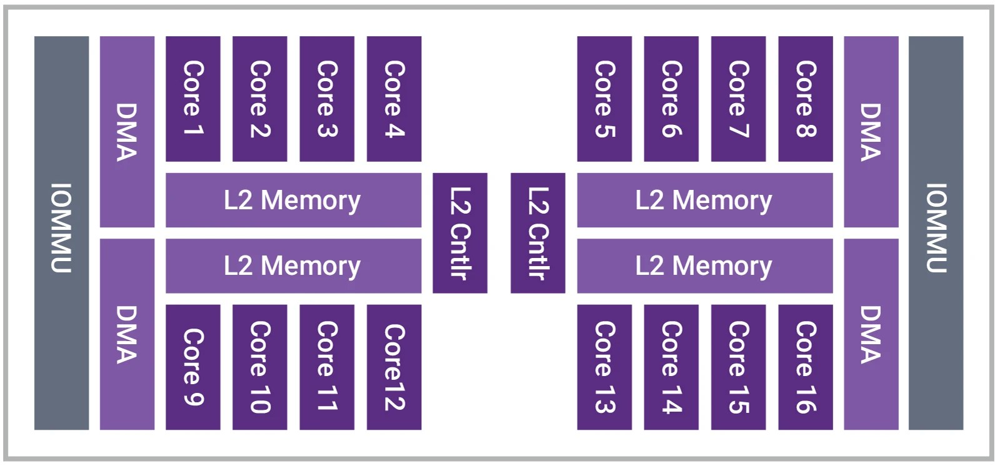 IOMMU
DMA
Core 1
Core 2
Core 3
Core 4
L2 Memory
L2 Memory
L2 Cntlr
DMA
Core 9
Core 10
Core 11
Core12
L2 Cntlr
Core 5
Core 6
Core 7
Core 8
L2 Memory
L2 Memory
Core 13
Core 14
Core 15
Core 16
DMA
DMA
IOMMU